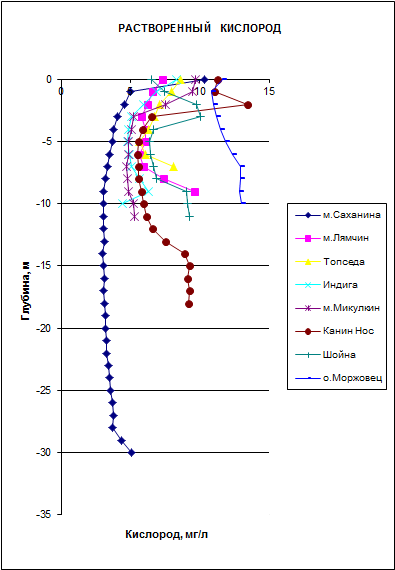 РАСТВОРЕННЫЙ КИСЛОРОД
0 5 10 15
0
-5
-10
-15
-20
-25
-30
-35
Глубина, м
Кислород, мг/л
м.Саханина
м.Лямчин
Топседа
Индига
м.Микулкин
Канин Нос
Шойна
о.Моржовец